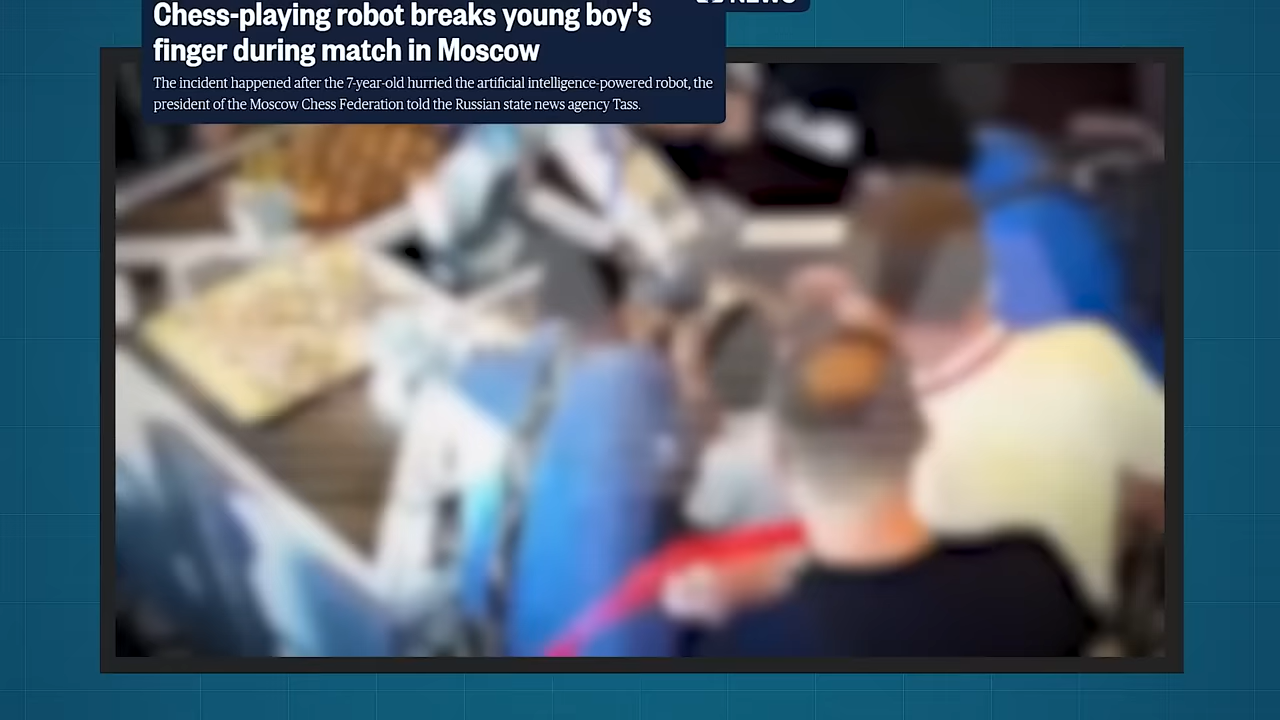 NEWS
Chess-playing robot breaks young boy's
finger during match in Moscow
The incident happened after the 7-year-old hurried the artificial intelligence-powered robot, the
president of the Moscow Chess Federation told the Russian state news agency Tass.